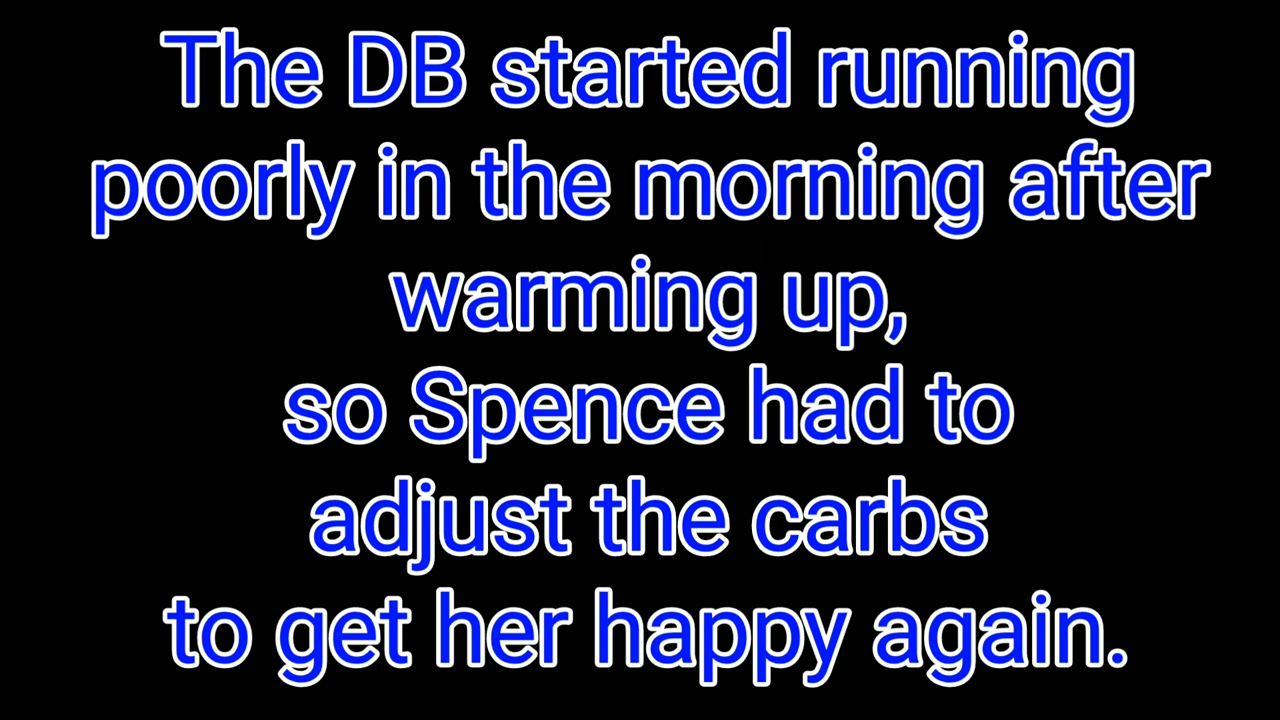 The DB started running
poorly in the morning after
warming up,
so Spence had to
adjust the carbs
to get her happy again.